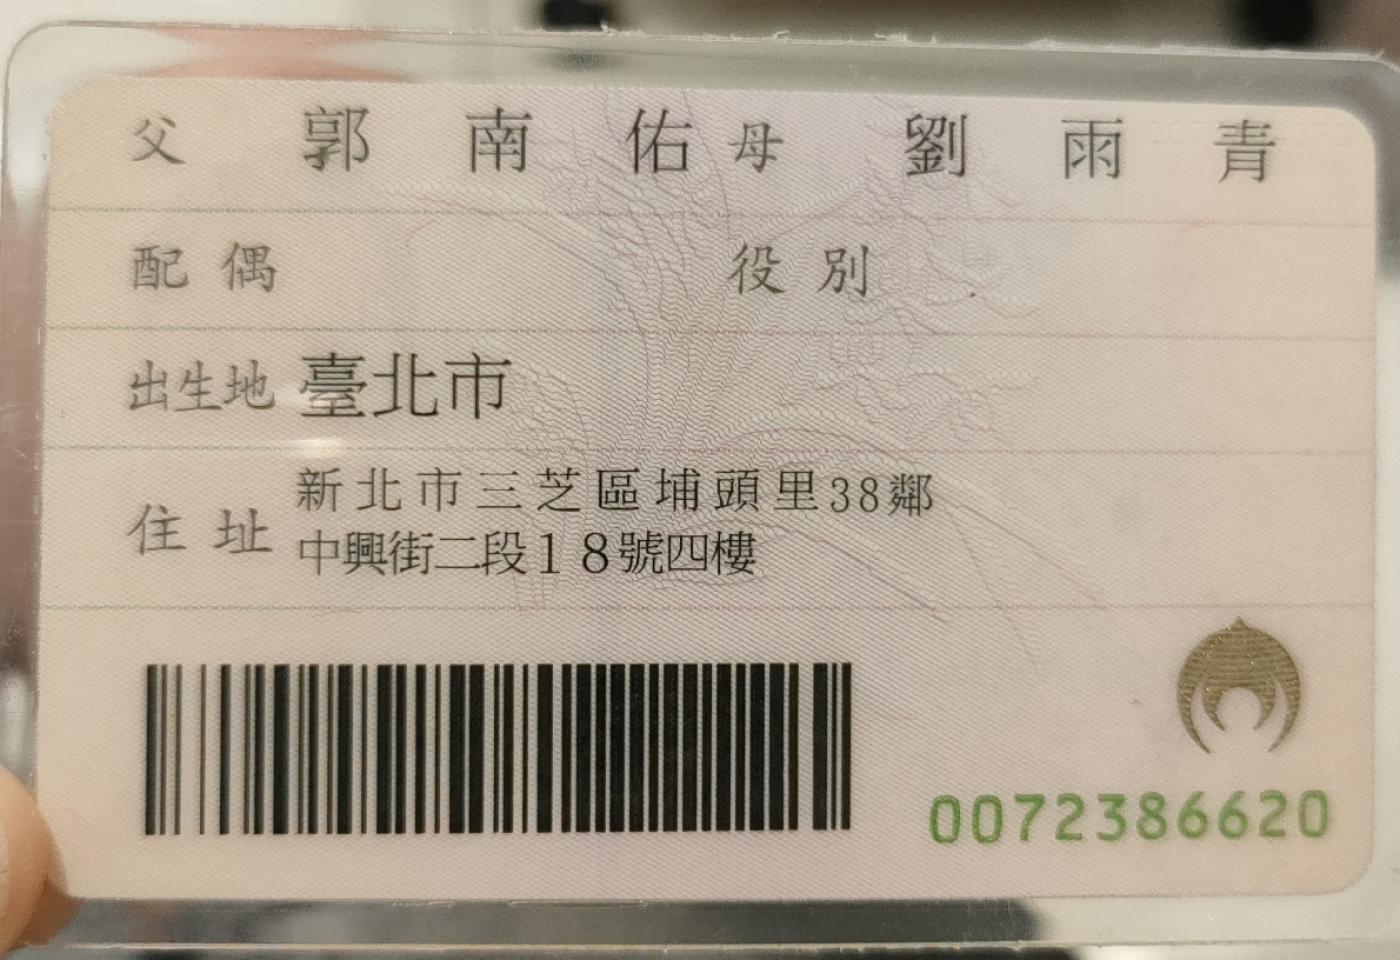 父 郭南佑 母 劉雨青
配偶 役別
出生地 臺北市
住址 新北市三芝區埔頭里38鄰
中興街二段18號四樓
0072386620